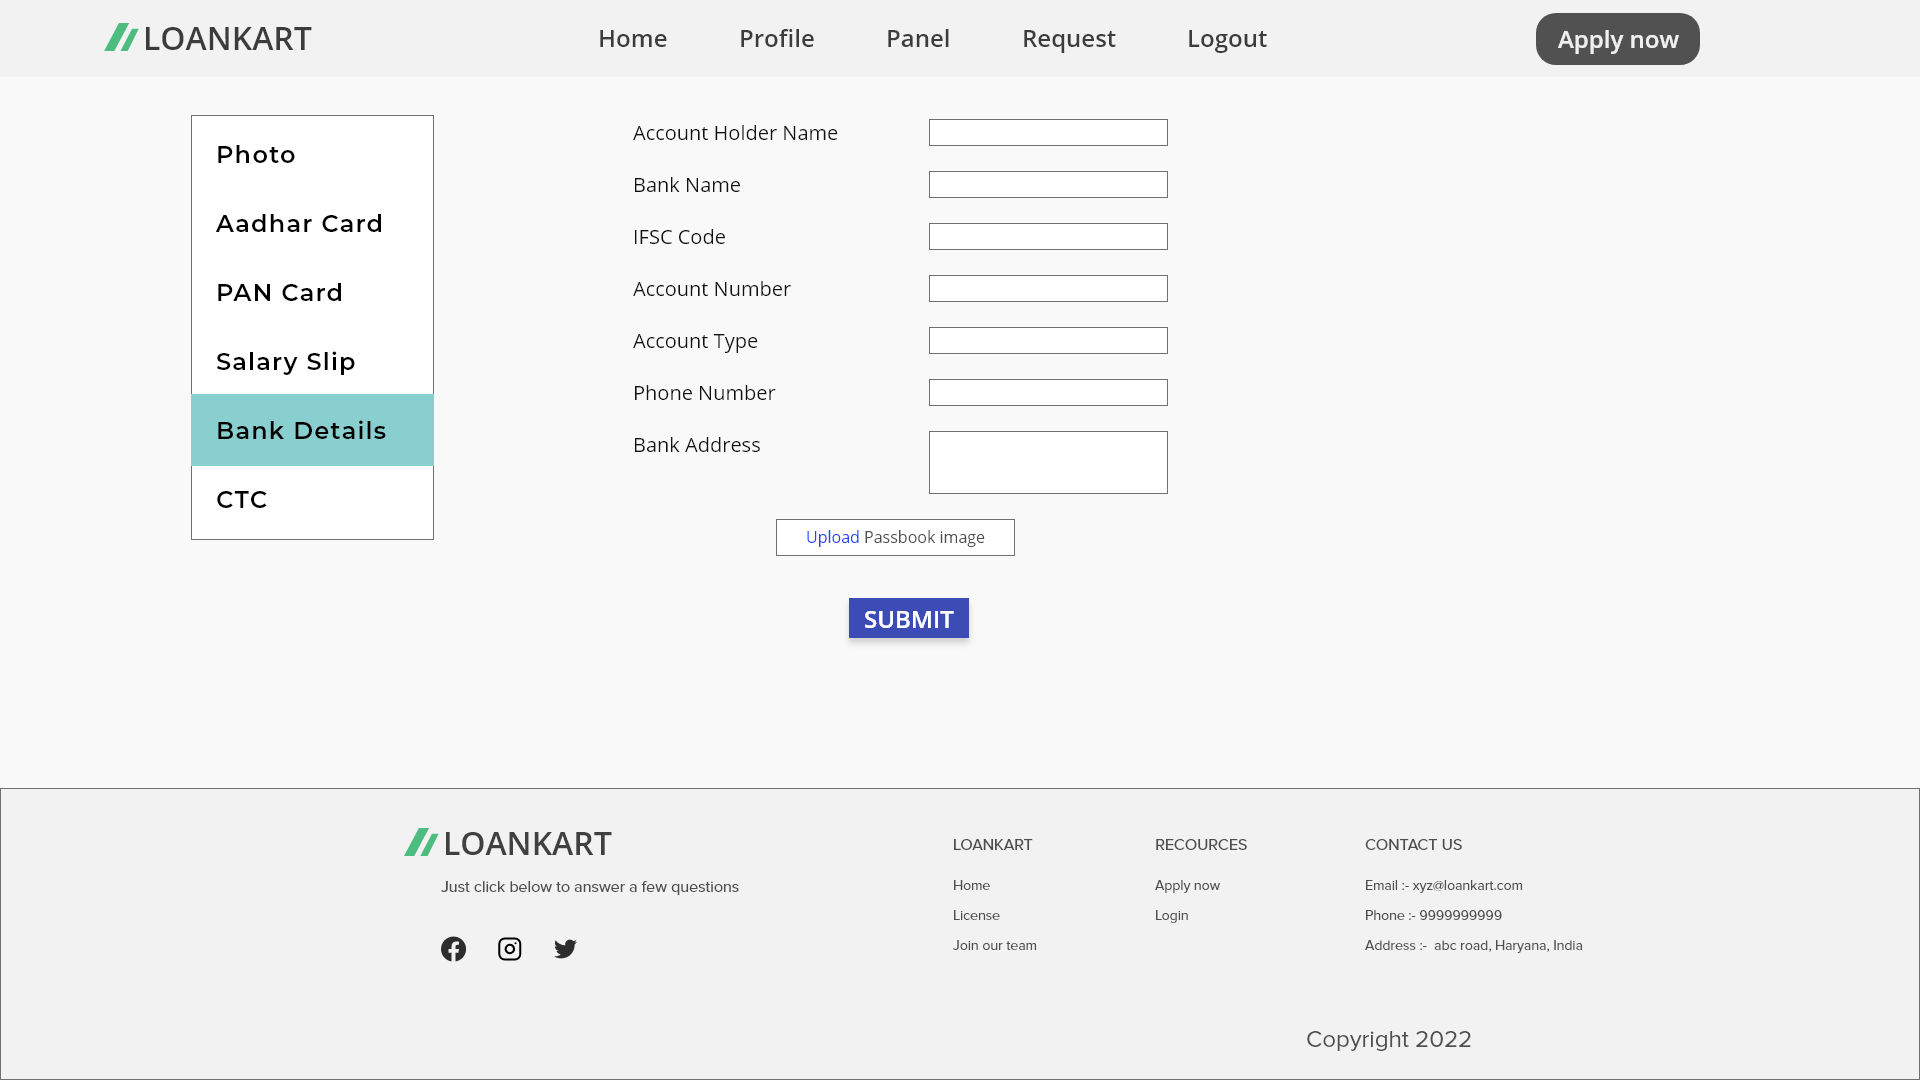 LOANKART
Home Profile Panel Request Logout
Apply now
Photo
Aadhar Card
PAN Card
Salary Slip
Bank Details
CTC
Account Holder Name
Bank Name
IFSC Code
Account Number
Account Type
Phone Number
Bank Address
Upload Passbook image
SUBMIT
LOANKART
Just click below to answer a few questions
LOANKART
Home
License
Join our team
RECOURCES
Apply now
Login
CONTACT US
Email :- xyz@loankart.com
Phone :- 9999999999
Address :- abc road, Haryana, India
Copyright 2022